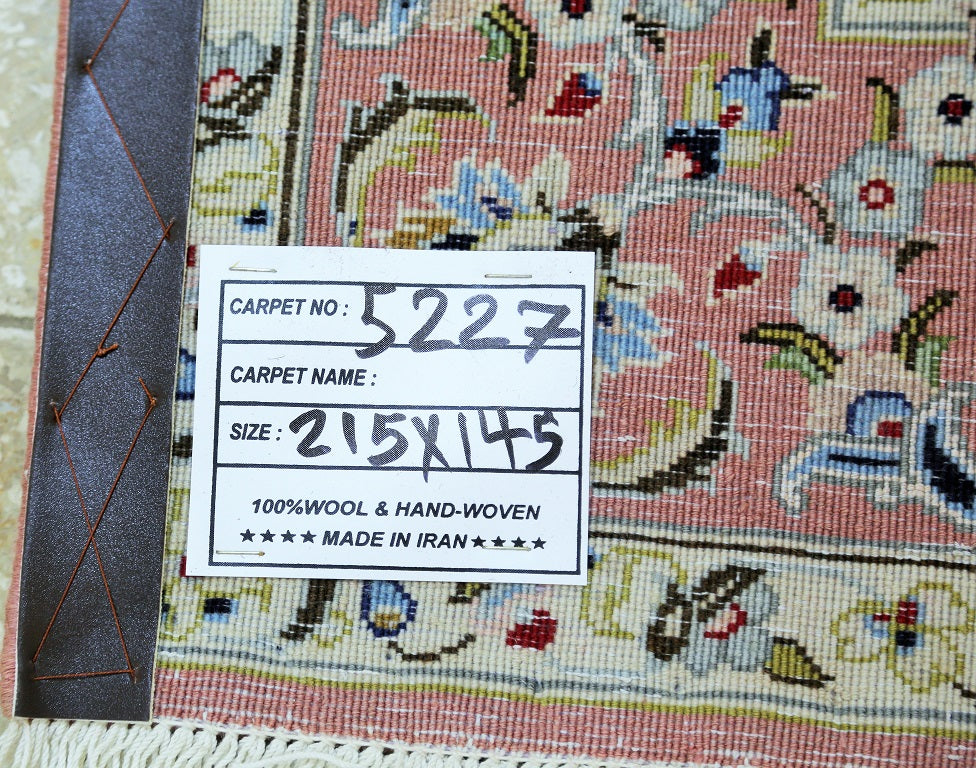 CARPET NO : 5227
CARPET NAME :
SIZE : 215X145
100%WOOL & HAND-WOVEN
★★★★ MADE IN IRAN ★★★★